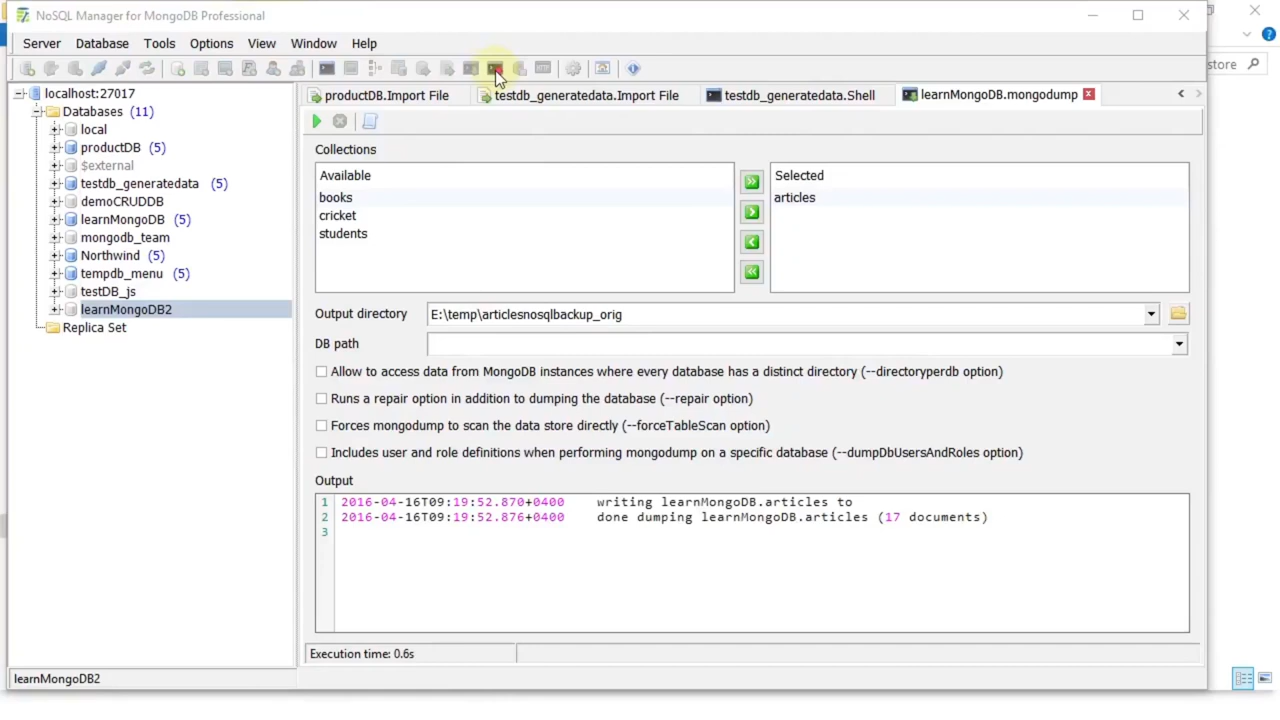 NoSQL Manager for MongoDB Professional
Server Database Tools Options View Window Help
store
localhost:27017
Databases (11)
local
productDB (5)
$external
testdb_generatedata (5)
demoCRUDDB
learnMongoDB (5)
mongodb_team
Northwind (5)
tempdb_menu (5)
testDB_js
learnMongoDB2
Replica Set
productDB.Import File testdb_generatedata.Import File testdb_generatedata.Shell learnMongoDB.mongodump
Collections
Available
books
cricket
students
Selected
articles
Output directory E:\temp\articlesnosqlbackup_orig
DB path
Allow to access data from MongoDB instances where every database has a distinct directory (--directoryperdb option)
Runs a repair option in addition to dumping the database (--repair option)
Forces mongodump to scan the data store directly (--forceTableScan option)
Includes user and role definitions when performing mongodump on a specific database (--dumpDbUsersAndRoles option)
Output
1 2016-04-16T09:19:52.870+0400 writing learnMongoDB.articles to
2 2016-04-16T09:19:52.876+0400 done dumping learnMongoDB.articles (17 documents)
3
Execution time: 0.6s
learnMongoDB2